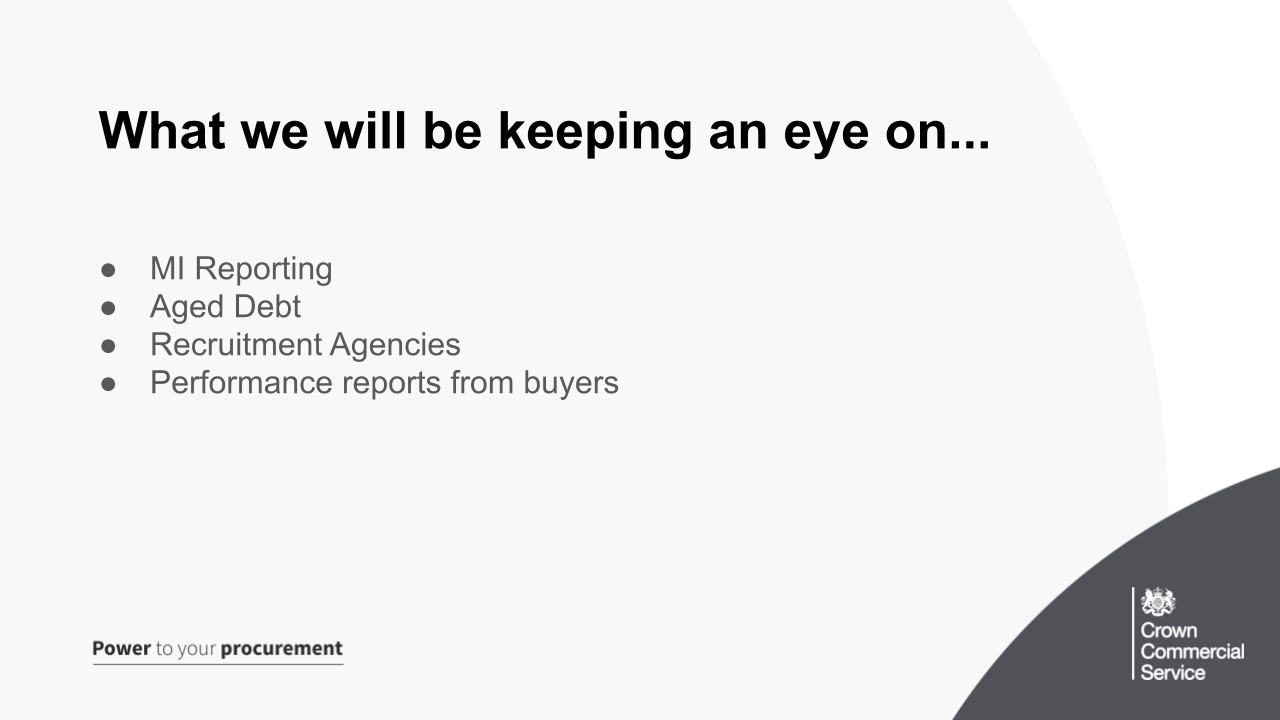 What we will be keeping an eye on...
● MI Reporting
● Aged Debt
● Recruitment Agencies
● Performance reports from buyers
Power to your procurement
Crown
Commercial
Service